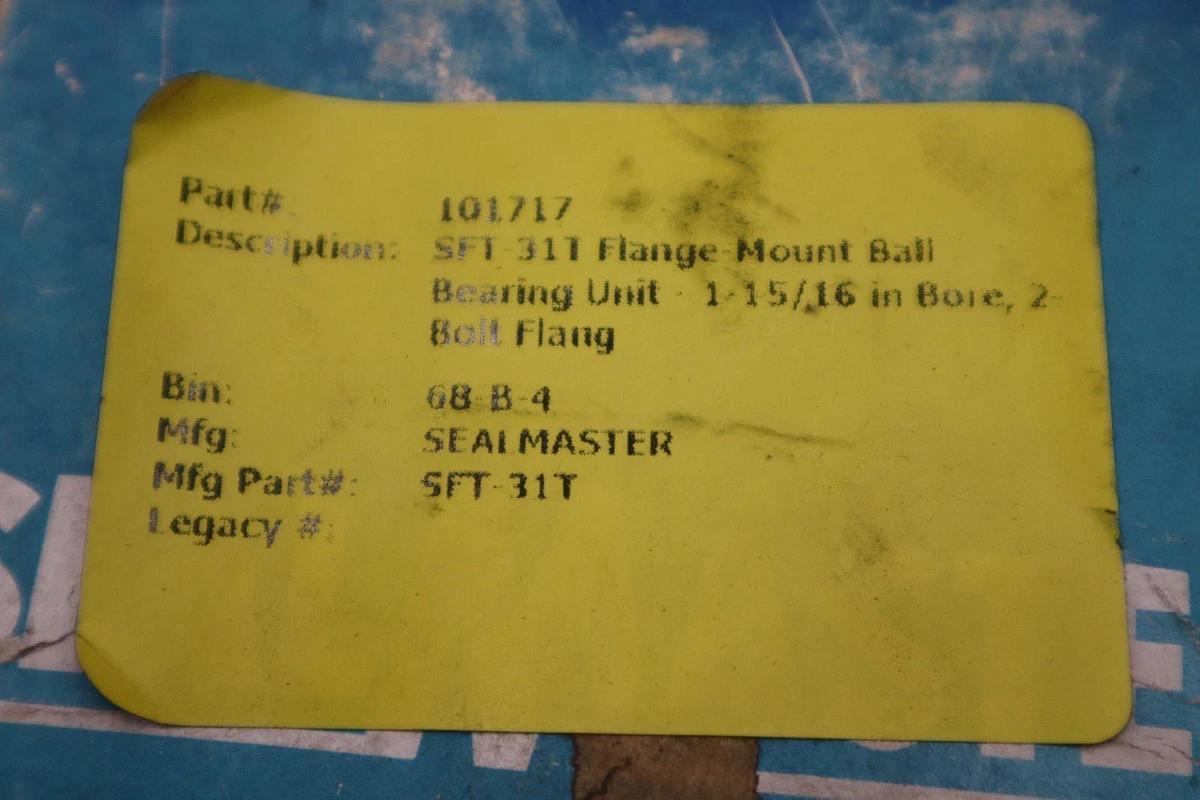 Part#: 101717
Description: SFT-31T Flange-Mount Ball
Bearing Unit - 1-15/16 in Bore, 2-
Bolt Flang
Bin: 6B-B-4
Mfg: SEALMASTER
Mfg Part#: SFT-31T
Legacy #: